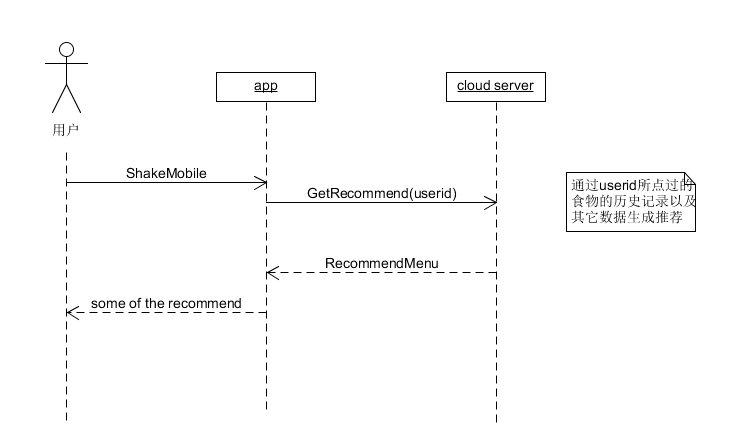 app
cloud server
用户
ShakeMobile
GetRecommend(userid)
通过userid所点过的
食物的历史记录以及
其它数据生成推荐
RecommendMenu
some of the recommend